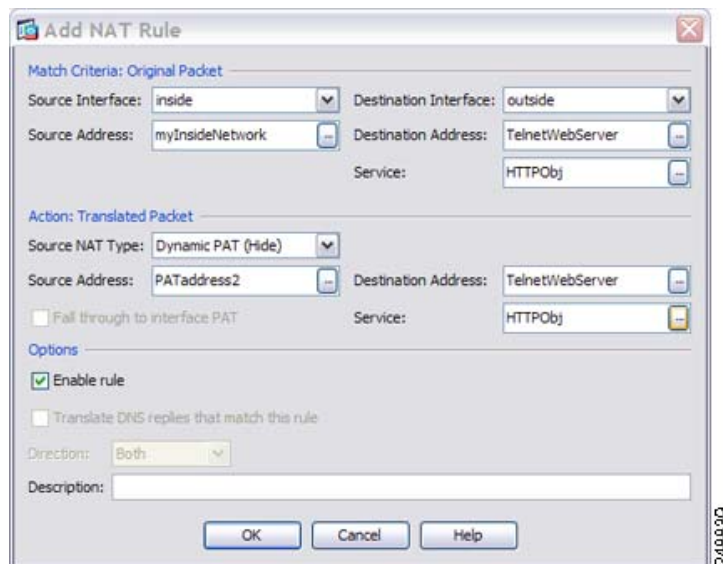 Add NAT Rule
Match Criteria: Original Packet
Source Interface: inside Destination Interface: outside
Source Address: myInsideNetwork ... Destination Address: TelnetWebServer ...
Service: HTTPObj ...
Action: Translated Packet
Source NAT Type: Dynamic PAT (Hide)
Source Address: PATaddress2 ... Destination Address: TelnetWebServer ...
Fall through to interface PAT Service: HTTPObj ...
Options
Enable rule
Translate DNS replies that match this rule
Direction: Both
Description:
OK Cancel Help
248839